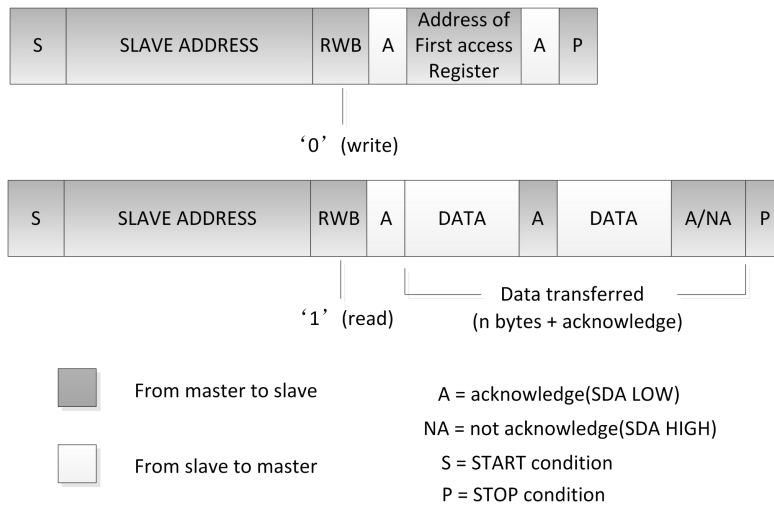 S SLAVE ADDRESS RWB A Address of First access Register A P
‘0’ (write)
S SLAVE ADDRESS RWB A DATA A DATA A/NA P
‘1’ (read)
Data transferred
(n bytes + acknowledge)
From master to slave
From slave to master
A = acknowledge(SDA LOW)
NA = not acknowledge(SDA HIGH)
S = START condition
P = STOP condition